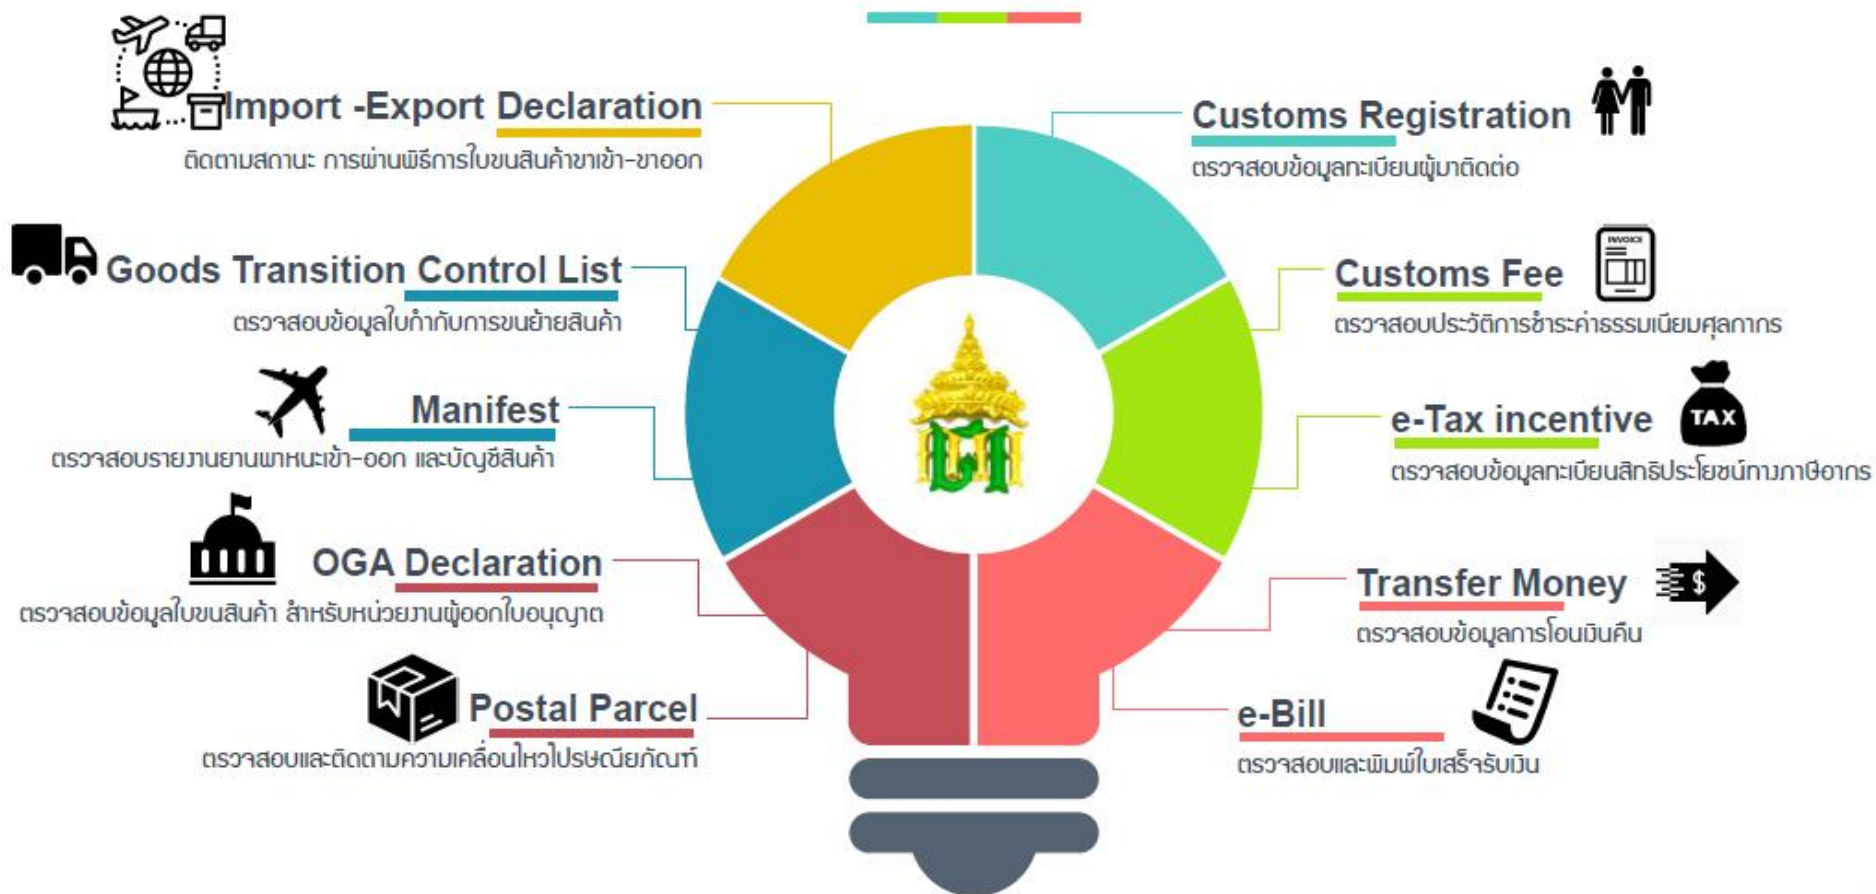 Import -Export Declaration
ติดตามสถานะ การผ่านพิธีการใบขนสินค้าขาเข้า-ขาออก
Goods Transition Control List
ตรวจสอบข้อมูลใบกำกับการขนย้ายสินค้า
Manifest
ตรวจสอบรายงานยานพาหนะเข้า-ออก และบัญชีสินค้า
OGA Declaration
ตรวจสอบข้อมูลใบขนสินค้า สำหรับหน่วยงานผู้ออกใบอนุญาต
Postal Parcel
ตรวจสอบและติดตามความเคลื่อนไหวไปรษณียภัณฑ์
Customs Registration
ตรวจสอบข้อมูลทะเบียนผู้มาติดต่อ
Customs Fee
INVOICE
ตรวจสอบประวัติการชำระค่าธรรมเนียมศุลกากร
e-Tax incentive
TAX
ตรวจสอบข้อมูลทะเบียนสิทธิประโยชน์ทางภาษีอากร
Transfer Money
$
ตรวจสอบข้อมูลการโอนเงินคืน
e-Bill
ตรวจสอบและพิมพ์ใบเสร็จรับเงิน